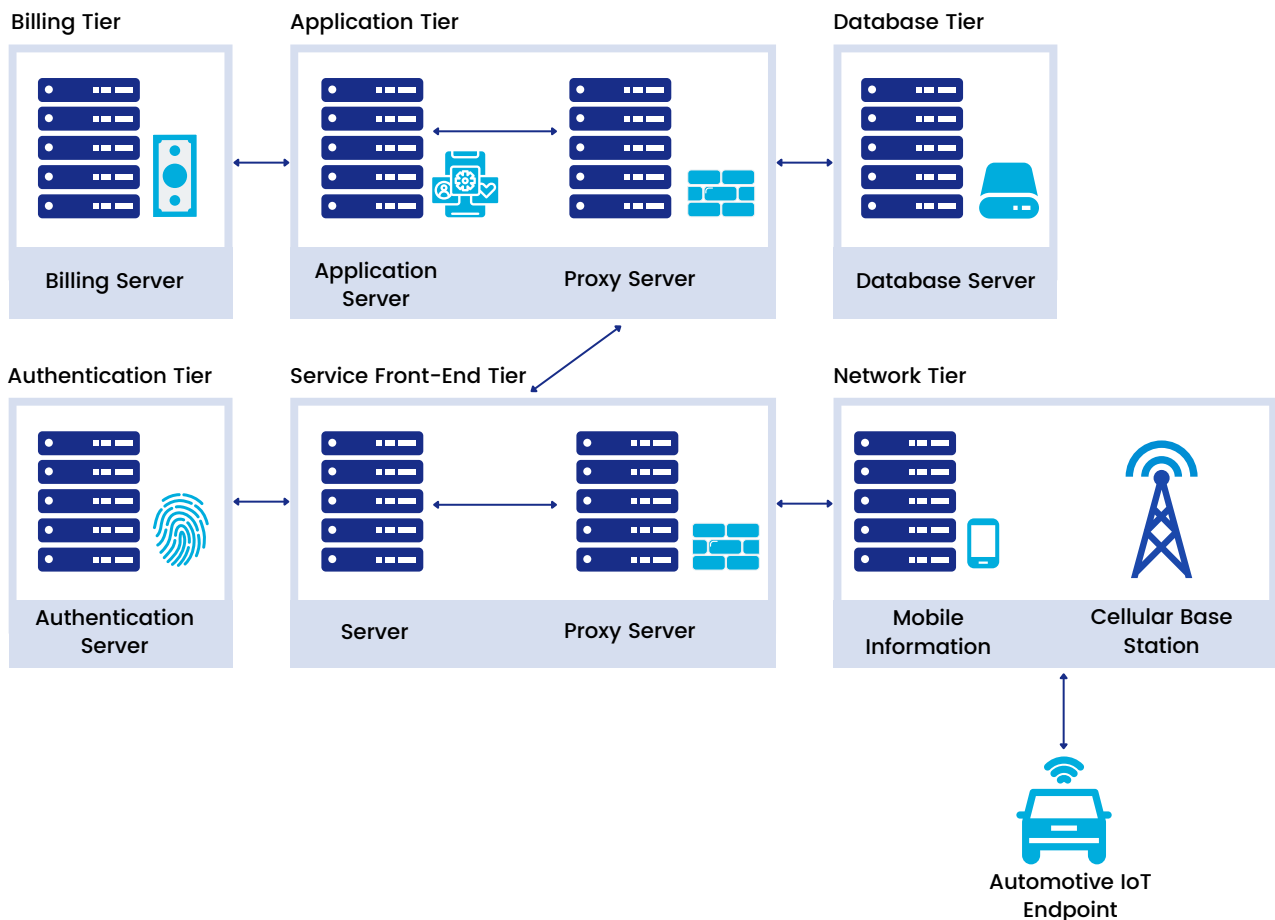 Billing Tier
Application Tier
Database Tier
Billing Server
Application
Server
Proxy Server
Database Server
Authentication Tier
Service Front-End Tier
Network Tier
Authentication
Server
Server
Proxy Server
Mobile
Information
Cellular Base
Station
Automotive IoT
Endpoint